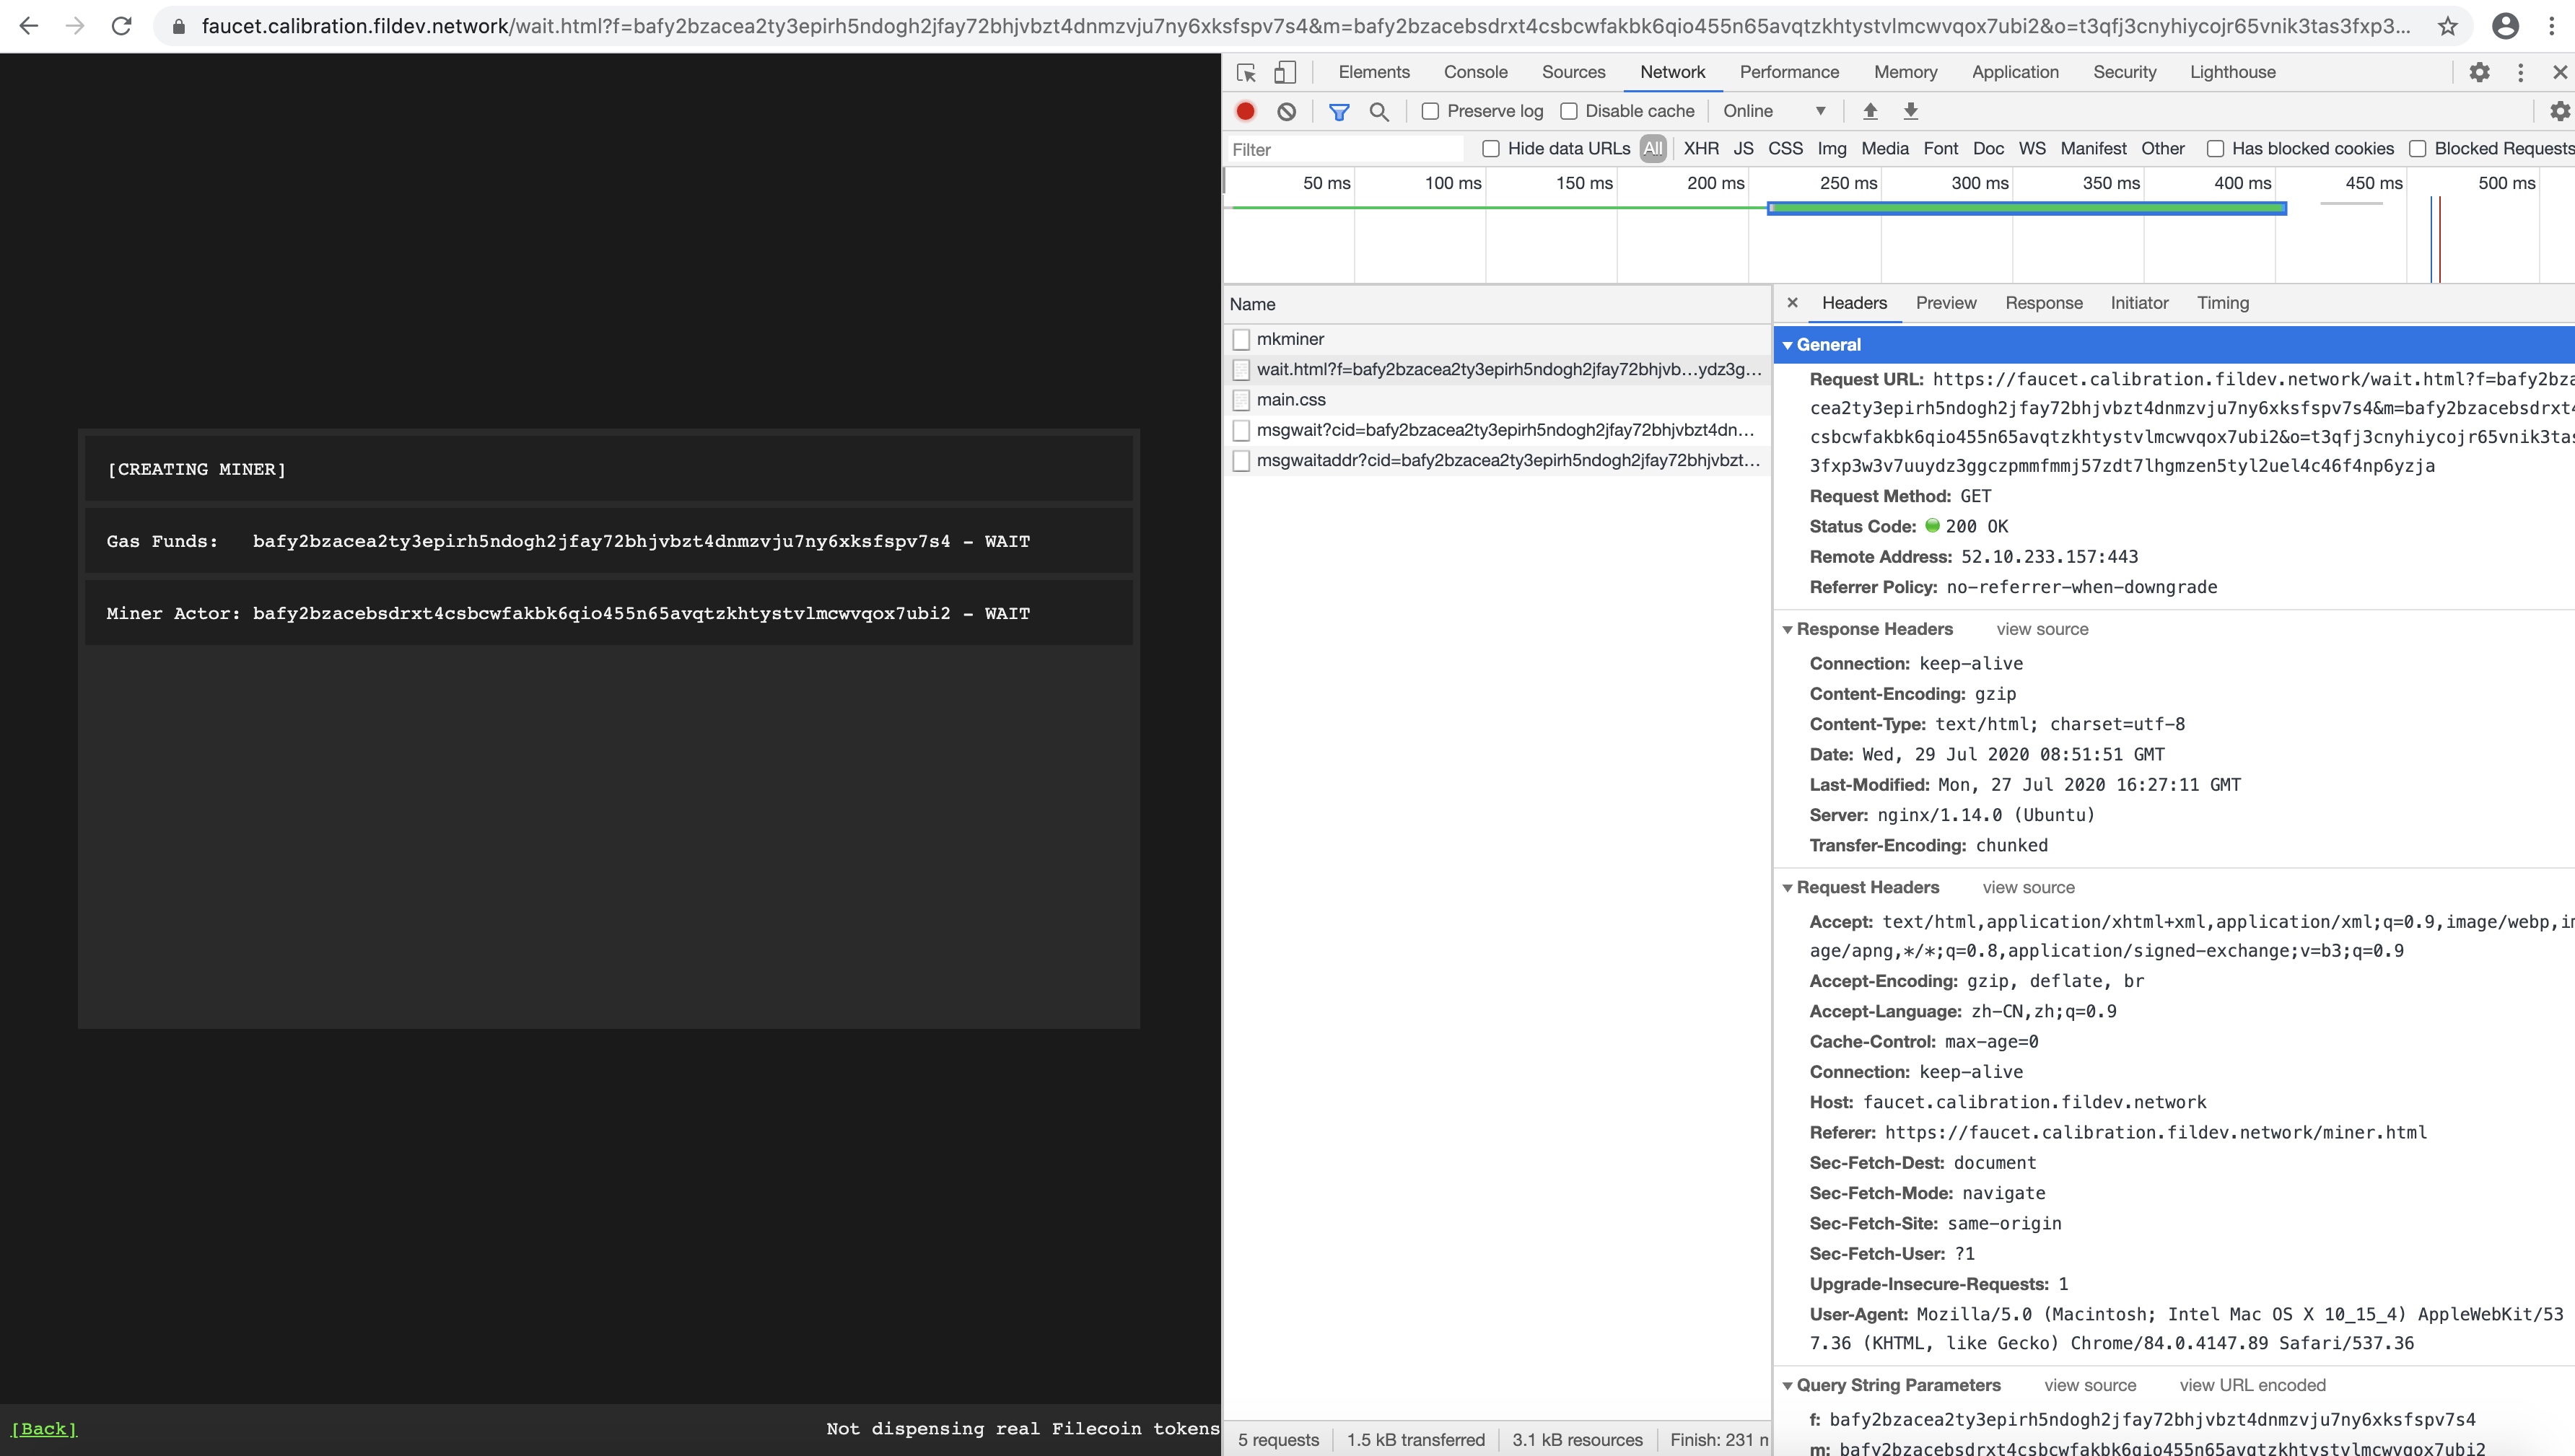 faucet.calibration.fildev.network/wait.html?f=bafy2bzacea2ty3epirh5ndogh2jfay72bhjvbzt4dnmzvju7ny6xksfspv7s4&m=bafy2bzacebsdrxt4csbcwfakbk6qio455n65avqtzkhtystvlmcwvqox7ubi2&o=t3qfj3cnyhiycojr65vnik3tas3fxp3...
[CREATING MINER]
Gas Funds: bafy2bzacea2ty3epirh5ndogh2jfay72bhjvbzt4dnmzvju7ny6xksfspv7s4 - WAIT
Miner Actor: bafy2bzacebsdrxt4csbcwfakbk6qio455n65avqtzkhtystvlmcwvqox7ubi2 - WAIT
[Back]
Not dispensing real Filecoin tokens
Elements Console Sources Network Performance Memory Application Security Lighthouse
Preserve log Disable cache Online
Filter Hide data URLs All XHR JS CSS Img Media Font Doc WS Manifest Other Has blocked cookies Blocked Requests
50 ms 100 ms 150 ms 200 ms 250 ms 300 ms 350 ms 400 ms 450 ms 500 ms
Name
mkminer
wait.html?f=bafy2bzacea2ty3epirh5ndogh2jfay72bhjvb…ydz3g…
main.css
msgwait?cid=bafy2bzacea2ty3epirh5ndogh2jfay72bhjvbzt4dn…
msgwaitaddr?cid=bafy2bzacea2ty3epirh5ndogh2jfay72bhjvbzt…
5 requests 1.5 kB transferred 3.1 kB resources Finish: 231 m
Headers Preview Response Initiator Timing
General
Request URL: https://faucet.calibration.fildev.network/wait.html?f=bafy2bza
cea2ty3epirh5ndogh2jfay72bhjvbzt4dnmzvju7ny6xksfspv7s4&m=bafy2bzacebsdrxt4
csbcwfakbk6qio455n65avqtzkhtystvlmcwvqox7ubi2&o=t3qfj3cnyhiycojr65vnik3tas
3fxp3w3v7uuydz3ggczpmmfmmj57zdt7lhgmzen5tyl2uel4c46f4np6yzja
Request Method: GET
Status Code: 200 OK
Remote Address: 52.10.233.157:443
Referrer Policy: no-referrer-when-downgrade
Response Headers view source
Connection: keep-alive
Content-Encoding: gzip
Content-Type: text/html; charset=utf-8
Date: Wed, 29 Jul 2020 08:51:51 GMT
Last-Modified: Mon, 27 Jul 2020 16:27:11 GMT
Server: nginx/1.14.0 (Ubuntu)
Transfer-Encoding: chunked
Request Headers view source
Accept: text/html,application/xhtml+xml,application/xml;q=0.9,image/webp,im
age/apng,*/*;q=0.8,application/signed-exchange;v=b3;q=0.9
Accept-Encoding: gzip, deflate, br
Accept-Language: zh-CN,zh;q=0.9
Cache-Control: max-age=0
Connection: keep-alive
Host: faucet.calibration.fildev.network
Referer: https://faucet.calibration.fildev.network/miner.html
Sec-Fetch-Dest: document
Sec-Fetch-Mode: navigate
Sec-Fetch-Site: same-origin
Sec-Fetch-User: ?1
Upgrade-Insecure-Requests: 1
User-Agent: Mozilla/5.0 (Macintosh; Intel Mac OS X 10_15_4) AppleWebKit/53
7.36 (KHTML, like Gecko) Chrome/84.0.4147.89 Safari/537.36
Query String Parameters view source view URL encoded
f: bafy2bzacea2ty3epirh5ndogh2jfay72bhjvbzt4dnmzvju7ny6xksfspv7s4
m: bafy2bzacebsdrxt4csbcwfakbk6qio455n65avqtzkhtystvlmcwvqox7ubi2